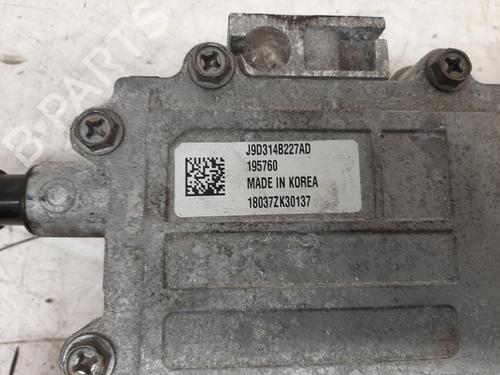 J9D314B227AD
195760
MADE IN KOREA
18037ZK30137
B-PARTS